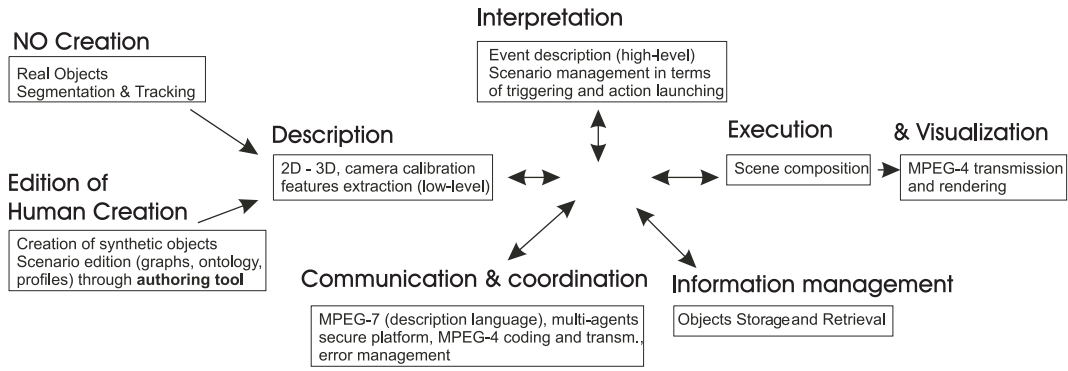 Interpretation
Event description (high-level)
Scenario management in terms
of triggering and action launching
NO Creation
Real Objects
Segmentation & Tracking
Description
2D - 3D, camera calibration
features extraction (low-level)
Execution
Scene composition
& Visualization
MPEG-4 transmission
and rendering
Edition of
Human Creation
Creation of synthetic objects
Scenario edition (graphs, ontology,
profiles) through authoring tool
Communication & coordination
MPEG-7 (description language), multi-agents
secure platform, MPEG-4 coding and transm.,
error management
Information management
Objects Storage and Retrieval